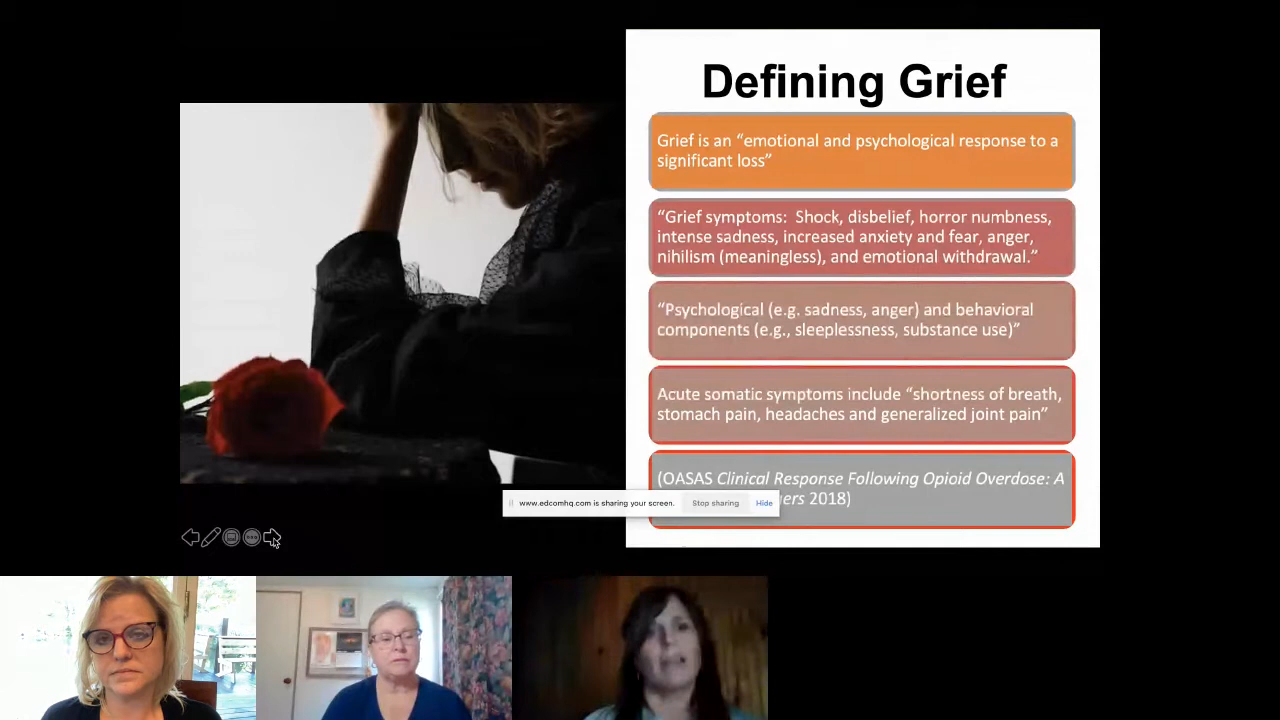 Defining Grief
Grief is an “emotional and psychological response to a
significant loss”
“Grief symptoms:  Shock, disbelief, horror numbness,
intense sadness, increased anxiety and fear, anger,
nihilism (meaningless), and emotional withdrawal.”
“Psychological (e.g. sadness, anger) and behavioral
components (e.g., sleeplessness, substance use)”
Acute somatic symptoms include “shortness of breath,
stomach pain, headaches and generalized joint pain”
(OASAS Clinical Response Following Opioid Overdose: A
2018)
www.edcomhq.com is sharing your screen.
Stop sharing
Hide